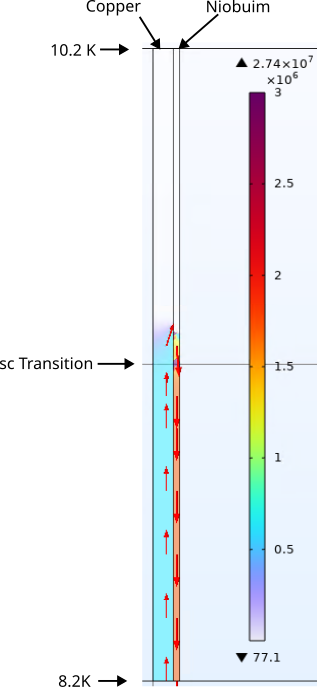 Copper
Niobuim
10.2 K
▲ 2.74×10⁷
×10⁶
3
2.5
2
sc Transition
1.5
1
0.5
▼ 77.1
8.2K